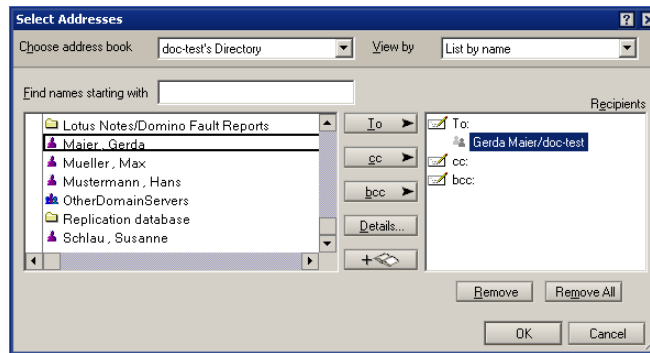 Select Addresses
Choose address book doc-test's Directory View by List by name
Find names starting with
Recipients
Lotus Notes/Domino Fault Reports
Maier , Gerda
Mueller , Max
Mustermann , Hans
OtherDomainServers
Replication database
Schlau , Susanne
To
cc
bcc
Details...
+
To:
Gerda Maier/doc-test
cc:
bcc:
Remove Remove All
OK Cancel